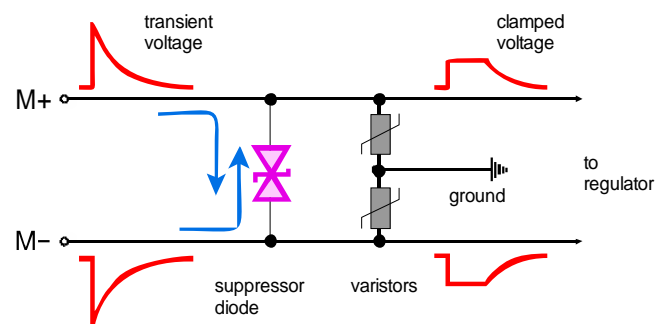 transient
voltage
clamped
voltage
M+
to
regulator
ground
M−
suppressor
diode
varistors